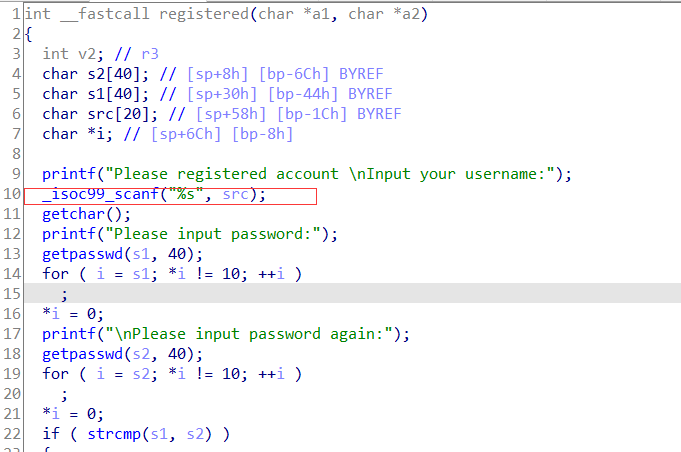 1 int __fastcall registered(char *a1, char *a2)
2 {
3 int v2; // r3
4 char s2[40]; // [sp+8h] [bp-6Ch] BYREF
5 char s1[40]; // [sp+30h] [bp-44h] BYREF
6 char src[20]; // [sp+58h] [bp-1Ch] BYREF
7 char *i; // [sp+6Ch] [bp-8h]
8
9 printf("Please registered account \nInput your username:");
10 _isoc99_scanf("%s", src);
11 getchar();
12 printf("Please input password:");
13 getpasswd(s1, 40);
14 for ( i = s1; *i != 10; ++i )
15 ;
16 *i = 0;
17 printf("\nPlease input password again:");
18 getpasswd(s2, 40);
19 for ( i = s2; *i != 10; ++i )
20 ;
21 *i = 0;
22 if ( strcmp(s1, s2) )